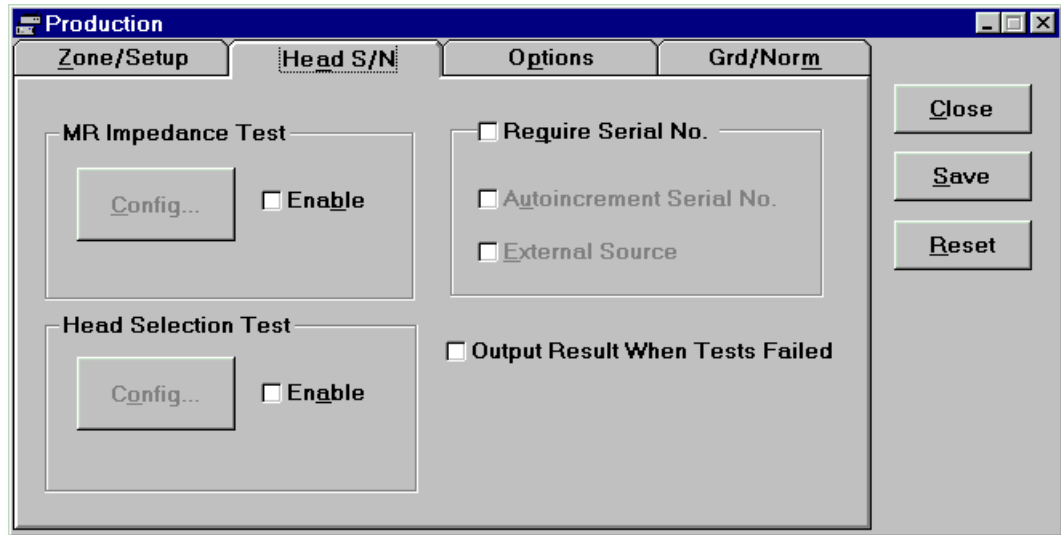 Production
Zone/Setup
Head S/N
Options
Grd/Norm
MR Impedance Test
Config...
Enable
Require Serial No.
Autoincrement Serial No.
External Source
Head Selection Test
Config...
Enable
Output Result When Tests Failed
Close
Save
Reset